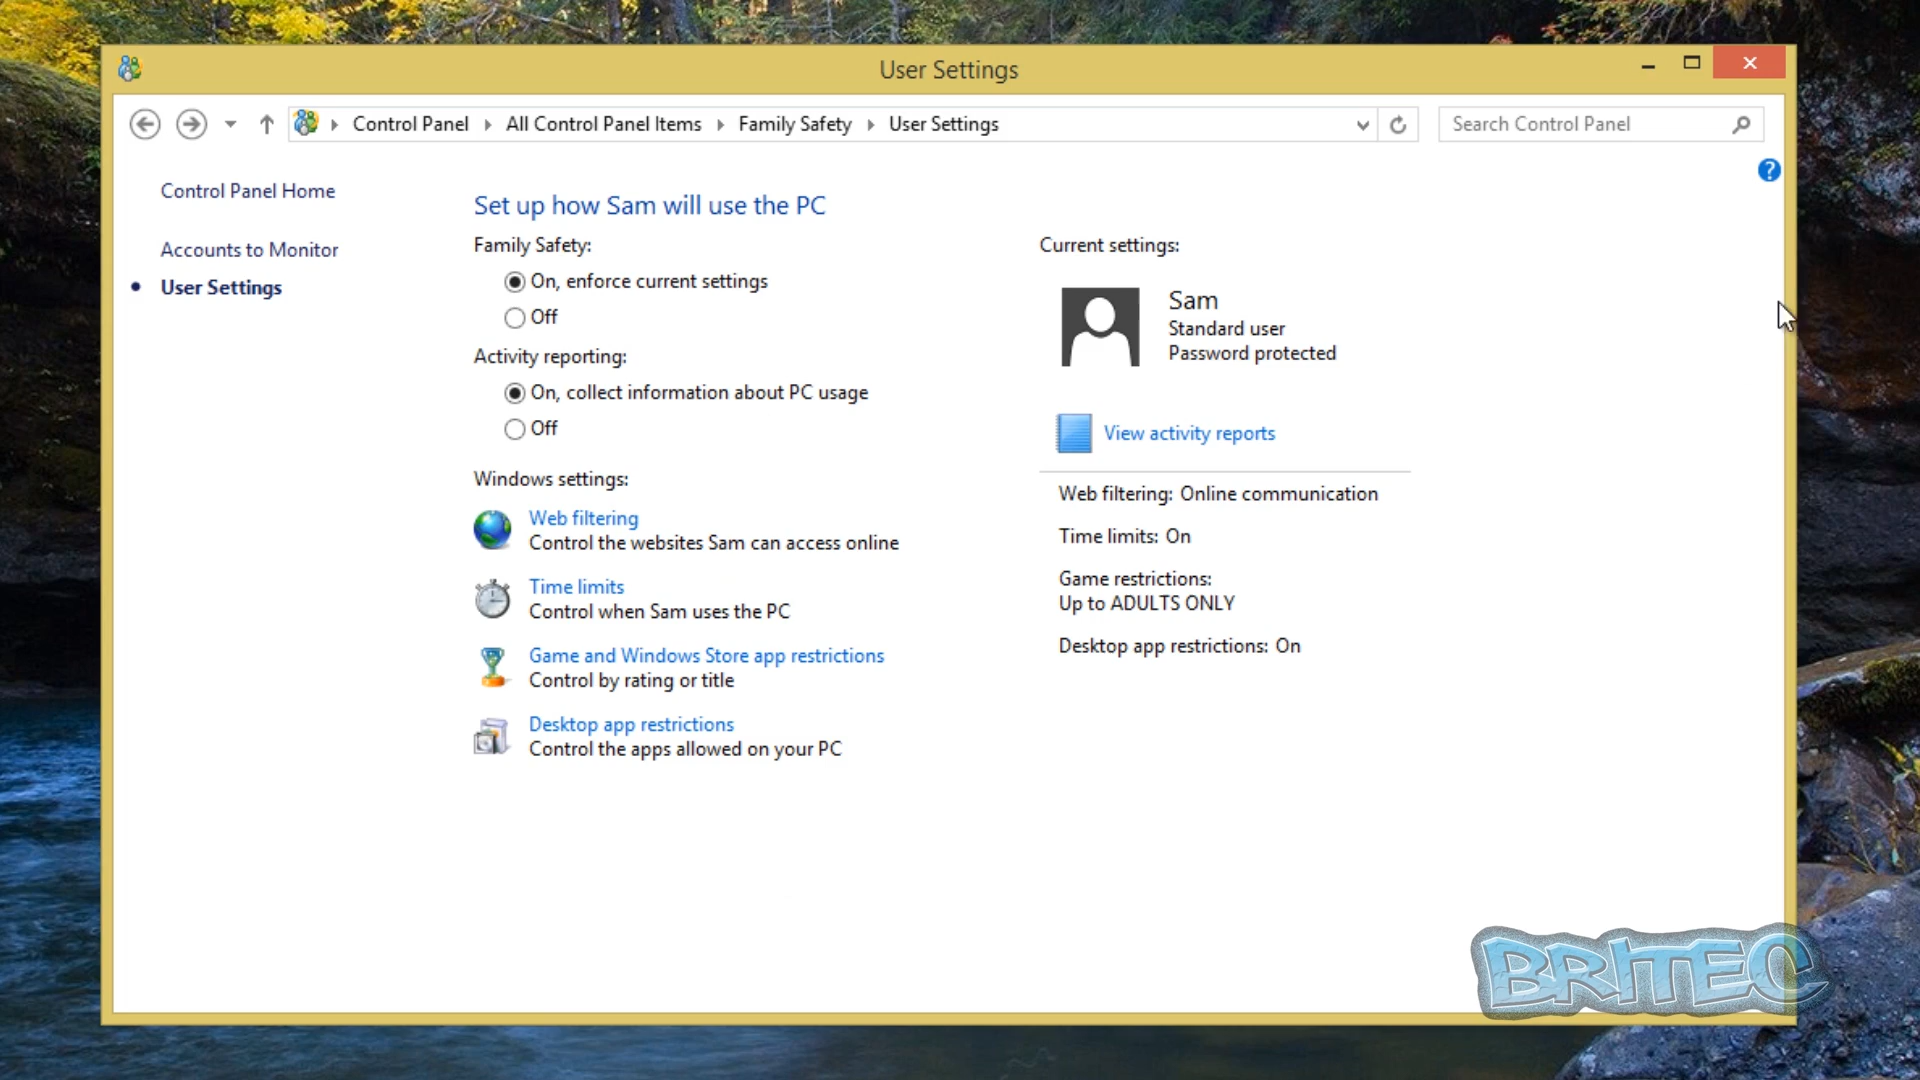 User Settings
Control Panel All Control Panel Items Family Safety User Settings
Search Control Panel
?
Control Panel Home
Accounts to Monitor
User Settings
Set up how Sam will use the PC
Family Safety:
On, enforce current settings
Off
Activity reporting:
On, collect information about PC usage
Off
Windows settings:
Web filtering
Control the websites Sam can access online
Time limits
Control when Sam uses the PC
Game and Windows Store app restrictions
Control by rating or title
Desktop app restrictions
Control the apps allowed on your PC
Current settings:
Sam
Standard user
Password protected
View activity reports
Web filtering: Online communication
Time limits: On
Game restrictions:
Up to ADULTS ONLY
Desktop app restrictions: On
BRITEC